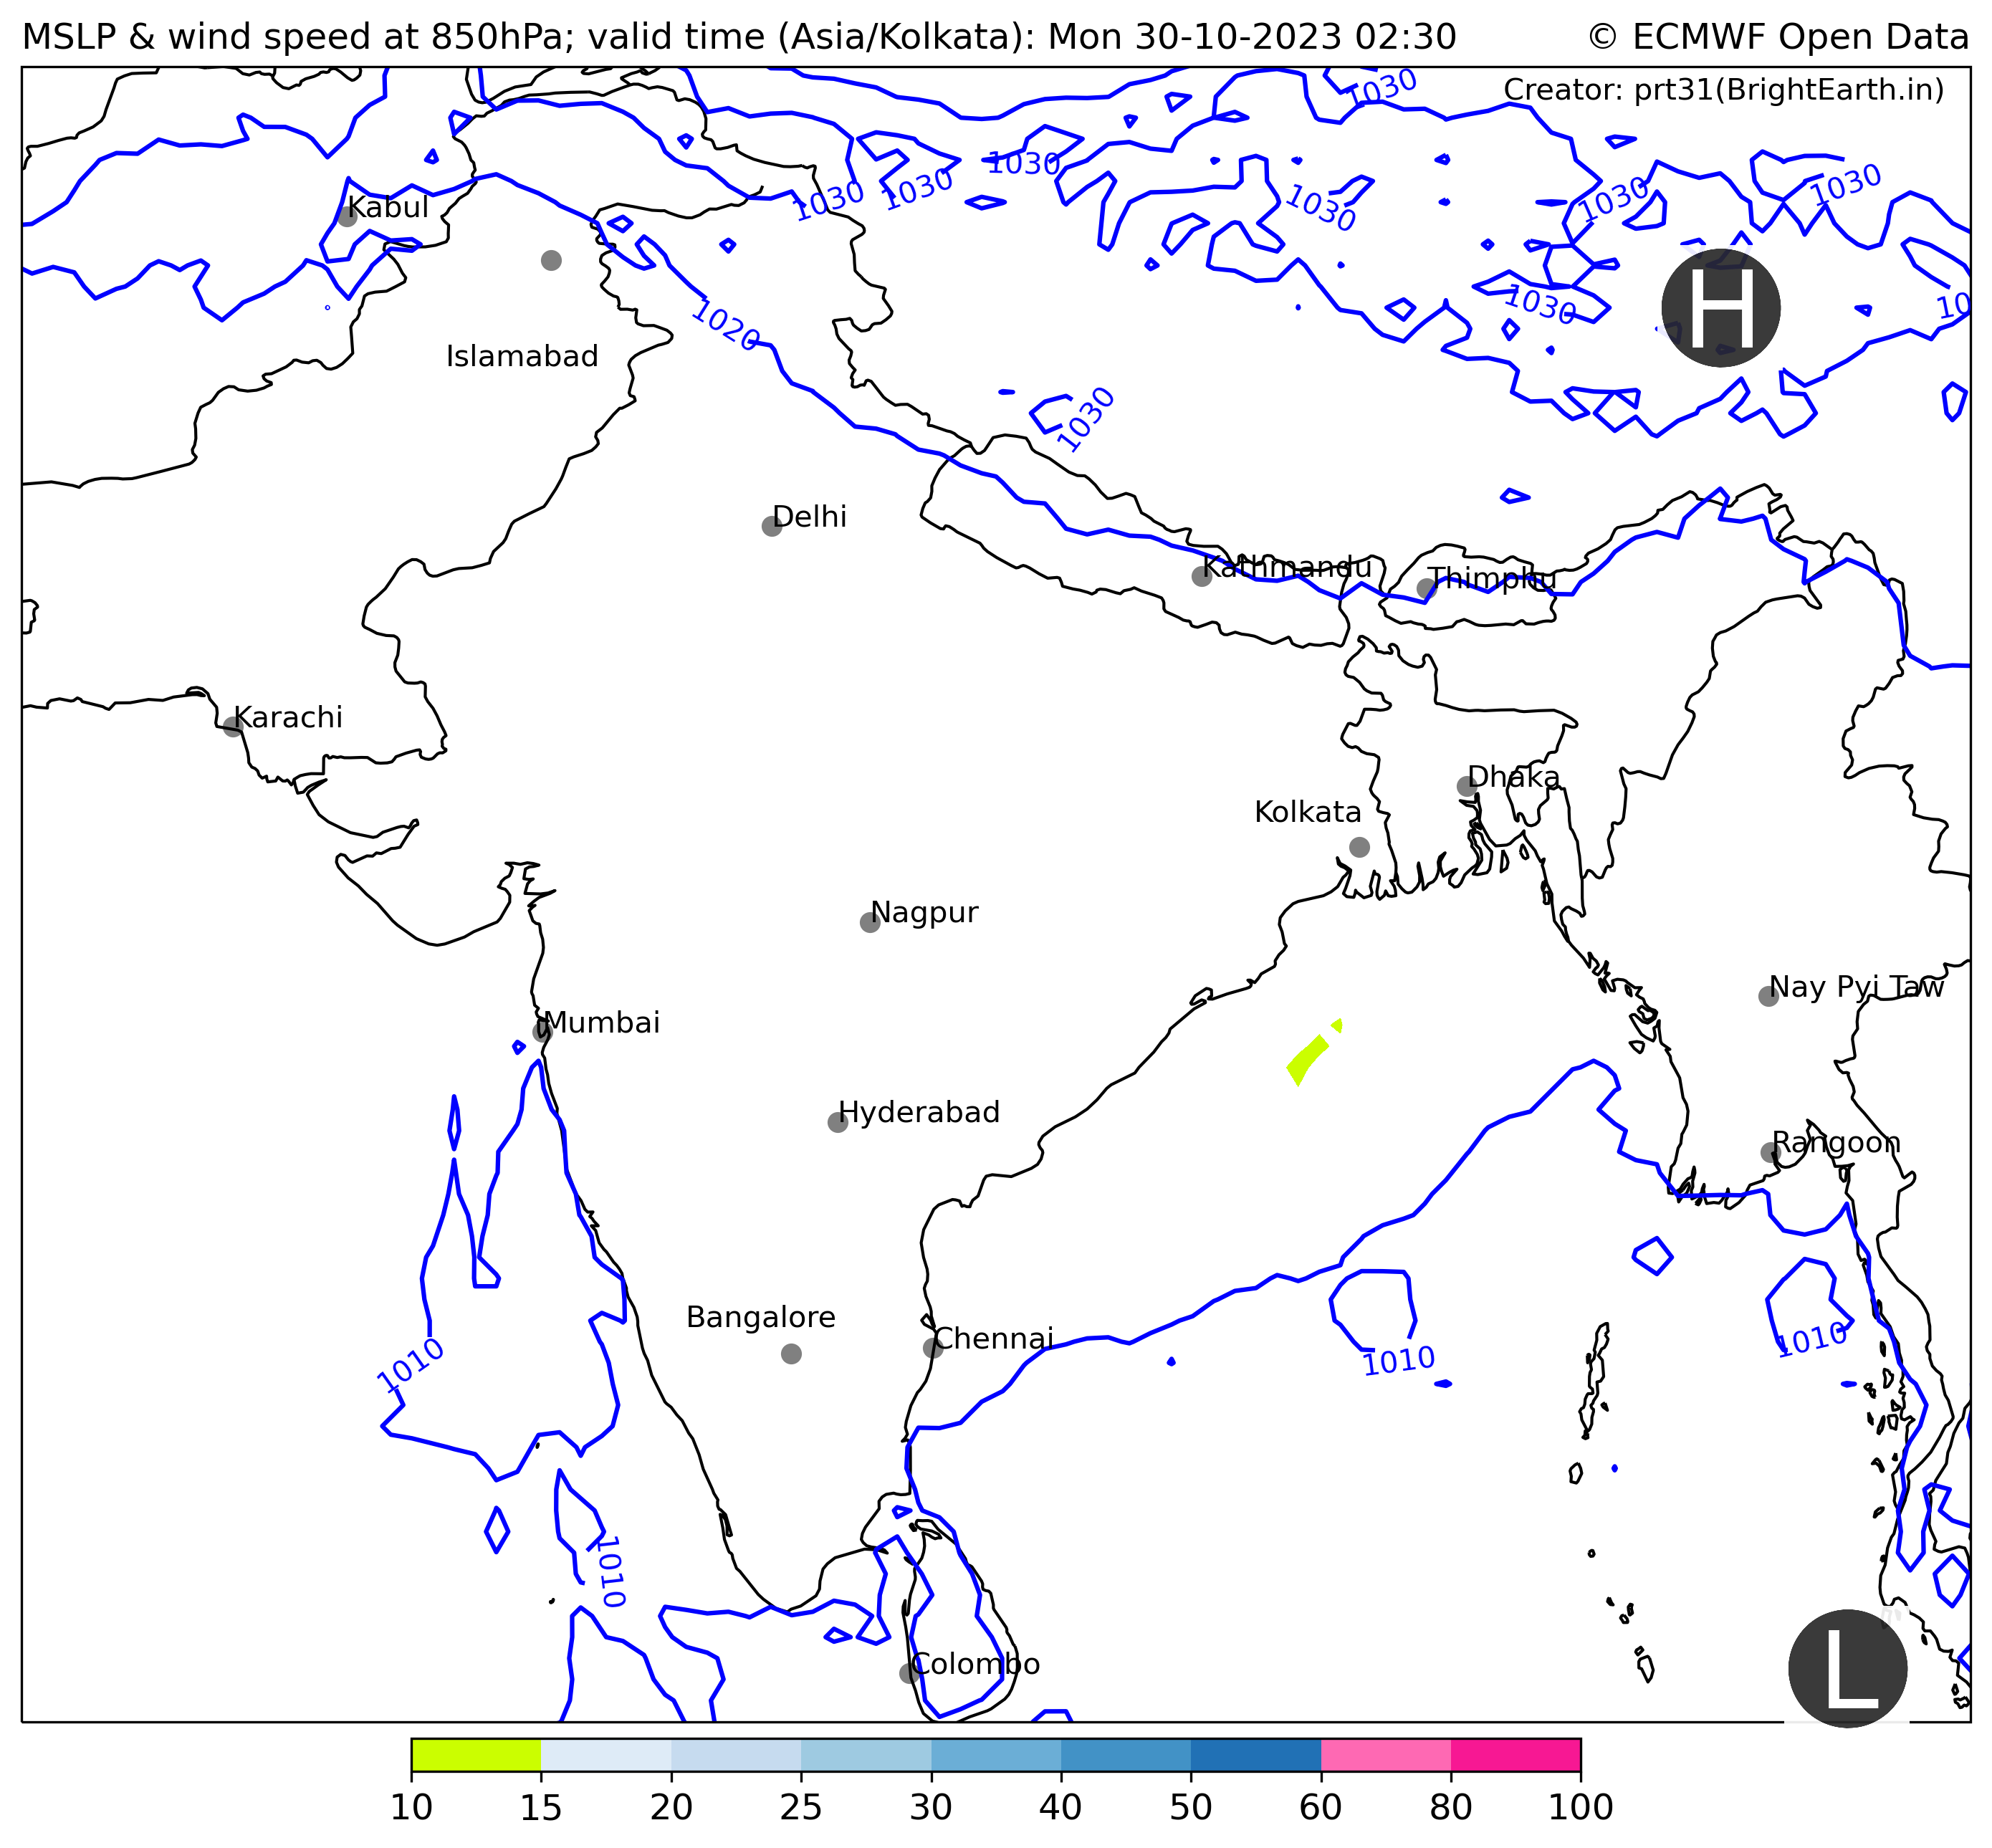 MSLP & wind speed at 850hPa; valid time (Asia/Kolkata): Mon 30-10-2023 02:30
© ECMWF Open Data
Creator: prt31(BrightEarth.in)
1030
1030
1030
1030
1030
1030
1030
Kabul
1030
10
H
1020
Islamabad
1030
Delhi
Kathmandu
Thimphu
Karachi
Dhaka
Kolkata
Nagpur
Nay Pyi Taw
Mumbai
Hyderabad
Rangoon
Bangalore
Chennai
1010
1010
1010
1010
Colombo
L
10 15 20 25 30 40 50 60 80 100